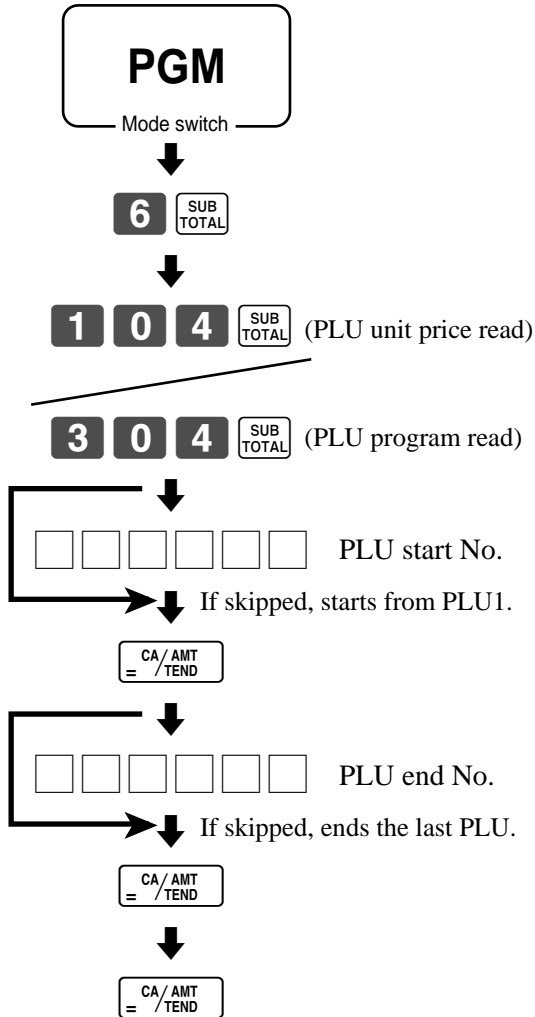 PGM
Mode switch
6 SUB TOTAL
1 0 4 SUB TOTAL (PLU unit price read)
3 0 4 SUB TOTAL (PLU program read)
PLU start No.
If skipped, starts from PLU1.
= CA/AMT TEND
PLU end No.
If skipped, ends the last PLU.
= CA/AMT TEND
= CA/AMT TEND